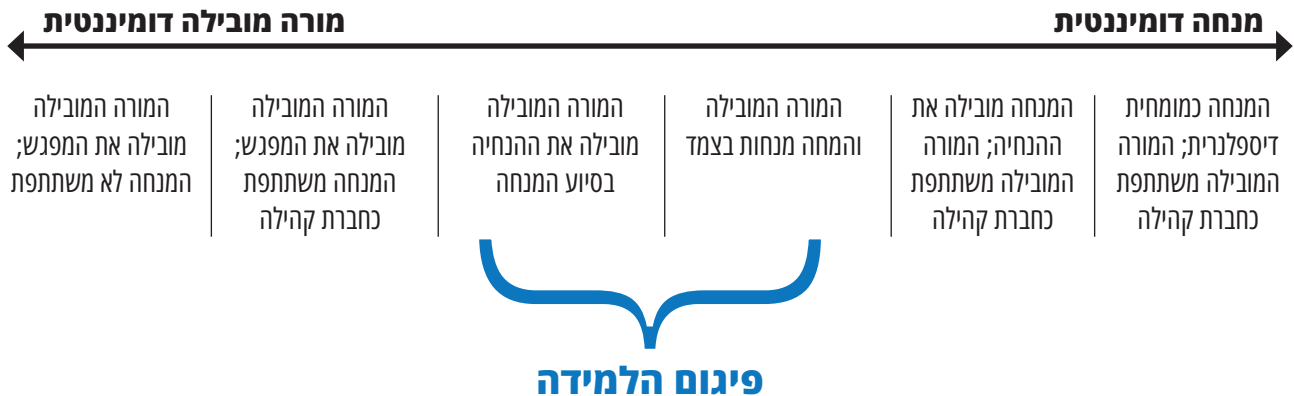 מנחה דומיננטית
מורה מובילה דומיננטית
המנחה כמומחית
דיספלנרית; המורה
המובילה משתתפת
כחברת קהילה
המנחה מובילה את
ההנחיה; המורה
המובילה משתתפת
כחברת קהילה
המורה המובילה
והמחה מנחות בצמד
המורה המובילה
מובילה את ההנחיה
בסיוע המנחה
המורה המובילה
מובילה את המפגש;
המנחה משתתפת
כחברת קהילה
המורה המובילה
מובילה את המפגש;
המנחה לא משתתפת
פיגום הלמידה